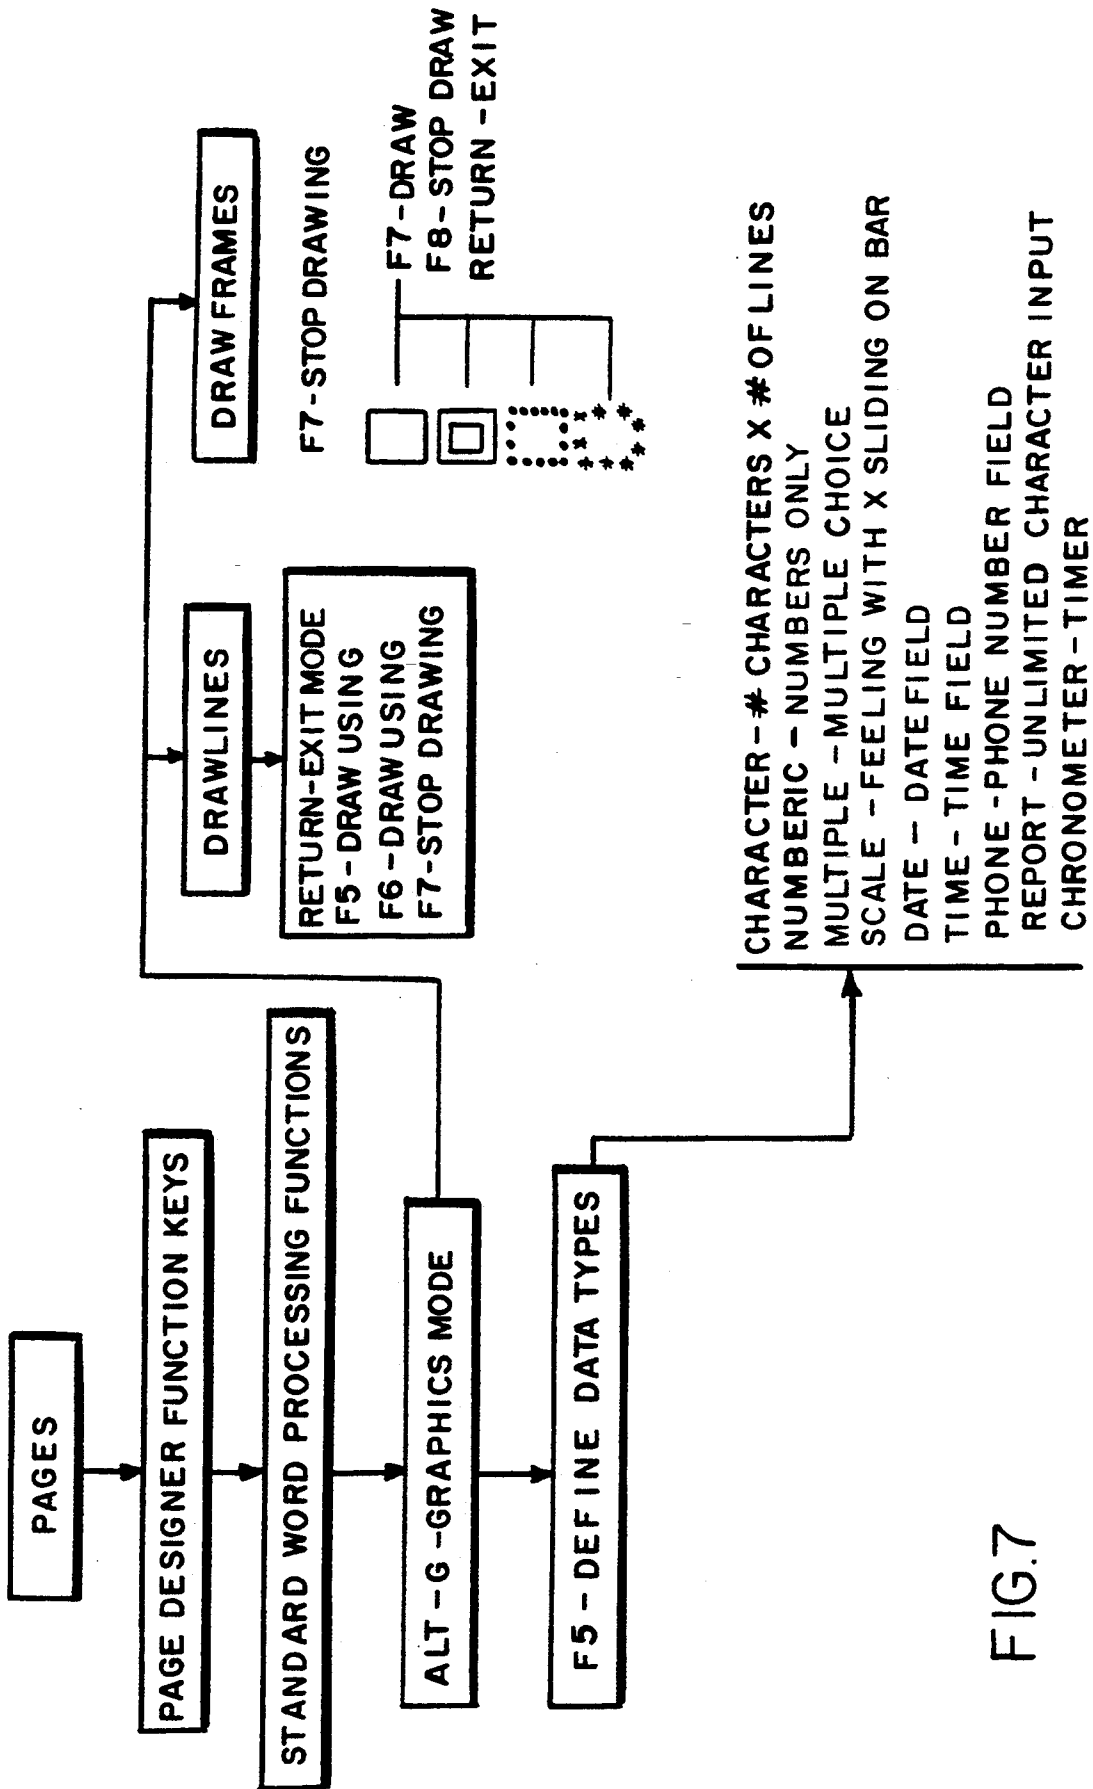 PAGES
PAGE DESIGNER FUNCTION KEYS
STANDARD WORD PROCESSING FUNCTIONS
ALT-G-GRAPHICS MODE
F5-DEFINE DATA TYPES
DRAWLINES
RETURN-EXIT MODE
F5-DRAW USING
F6-DRAW USING
F7-STOP DRAWING
DRAW FRAMES
F7-STOP DRAWING
F7-DRAW
F8-STOP DRAW
RETURN-EXIT
CHARACTER-# CHARACTERS X # OF LINES
NUMBERIC-NUMBERS ONLY
MULTIPLE-MULTIPLE CHOICE
SCALE-FEELING WITH X SLIDING ON BAR
DATE-DATE FIELD
TIME-TIME FIELD
PHONE-PHONE NUMBER FIELD
REPORT-UNLIMITED CHARACTER INPUT
CHRONOMETER-TIMER
FIG.7